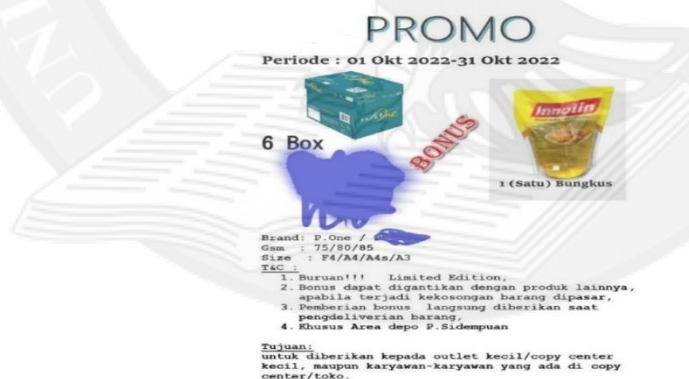 PROMO
Periode : 01 Okt 2022-31 Okt 2022
6 Box
BONUS
Innolin
1 (Satu) Bungkus
Brand: P.One /
Gsm : 75/80/85
Size : F4/A4/A4s/A3
T&C :
1. Buruan!!! Limited Edition,
2. Bonus dapat digantikan dengan produk lainnya,
apabila terjadi kekosongan barang dipasar,
3. Pemberian bonus langsung diberikan saat
pengdeliverian barang,
4. Khusus Area depo P.Sidempuan
Tujuan:
untuk diberikan kepada outlet kecil/copy center
kecil, maupun karyawan-karyawan yang ada di copy
center/toko.